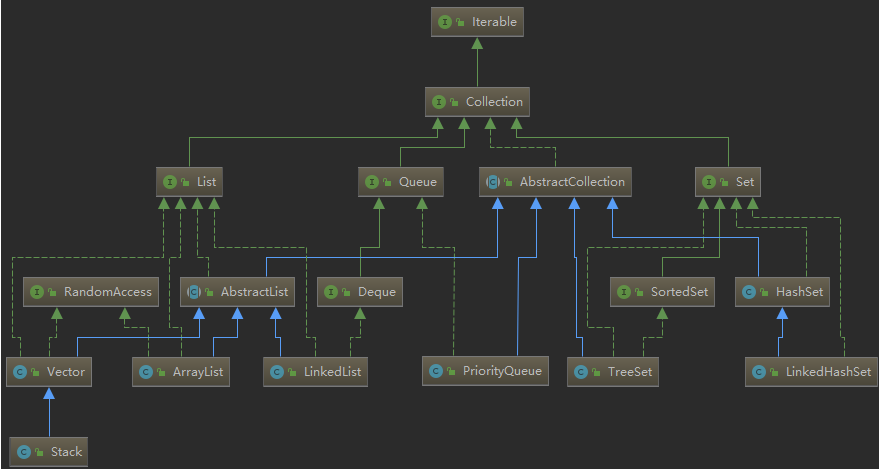 I Iterable
I Collection
I List
I Queue
C AbstractCollection
I Set
I RandomAccess
C AbstractList
I Deque
I SortedSet
C HashSet
C Vector
C ArrayList
C LinkedList
C PriorityQueue
C TreeSet
C LinkedHashSet
C Stack